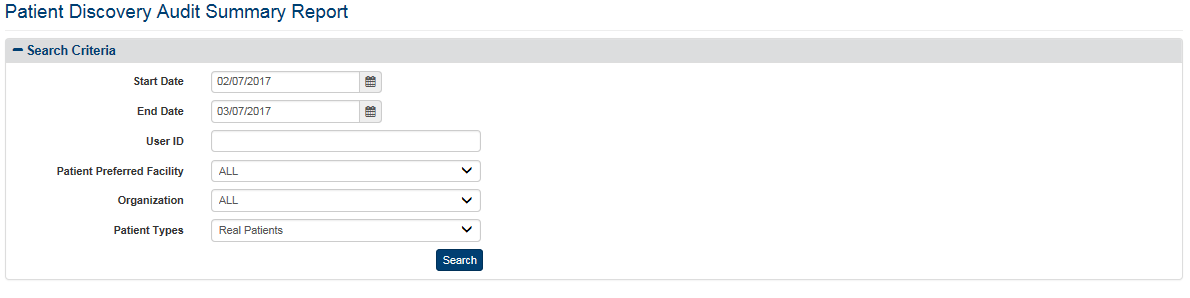 Patient Discovery Audit Summary Report
Search Criteria
Start Date 02/07/2017
End Date 03/07/2017
User ID
Patient Preferred Facility ALL
Organization ALL
Patient Types Real Patients
Search